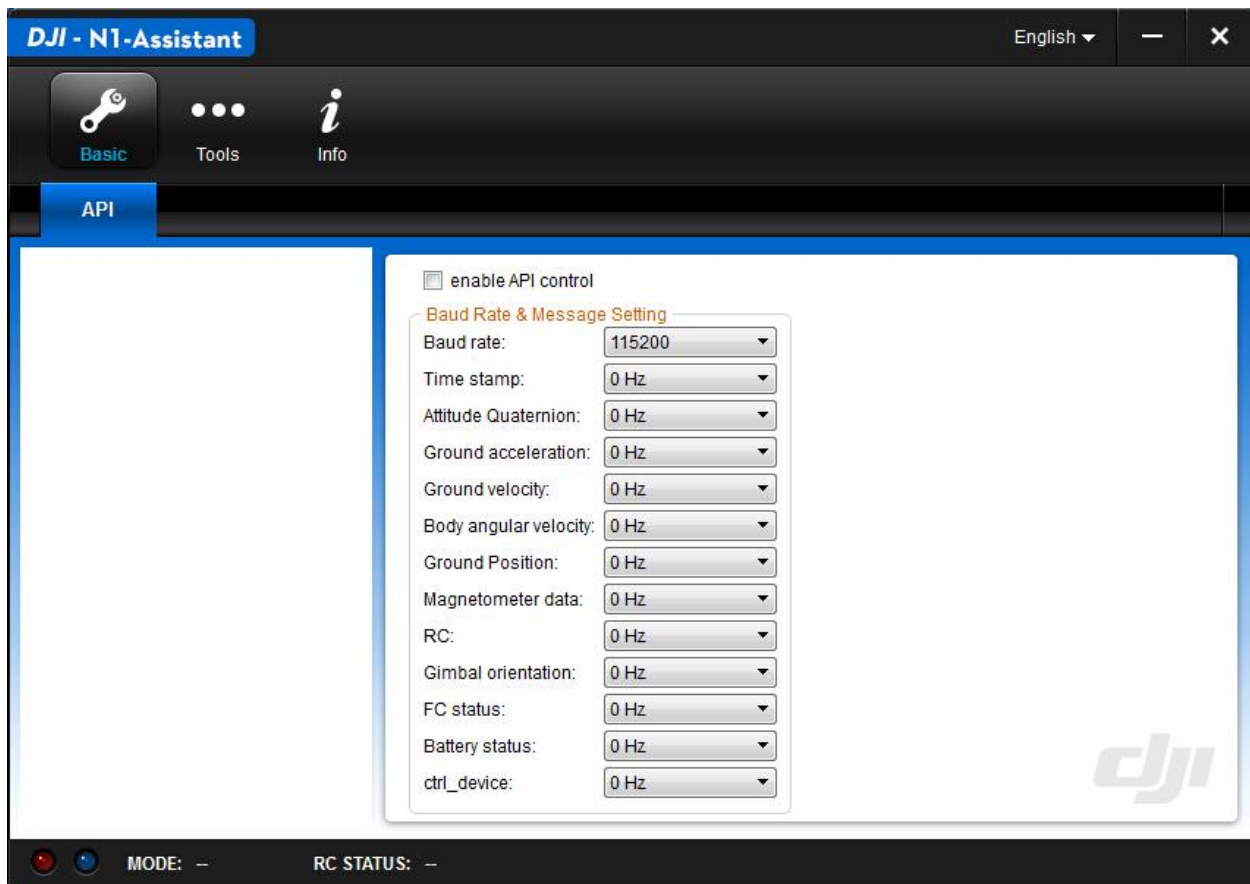 DJI - N1-Assistant
English
Basic
Tools
Info
API
enable API control
Baud Rate & Message Setting
Baud rate: 115200
Time stamp: 0 Hz
Attitude Quaternion: 0 Hz
Ground acceleration: 0 Hz
Ground velocity: 0 Hz
Body angular velocity: 0 Hz
Ground Position: 0 Hz
Magnetometer data: 0 Hz
RC: 0 Hz
Gimbal orientation: 0 Hz
FC status: 0 Hz
Battery status: 0 Hz
ctrl_device: 0 Hz
dji
MODE: --
RC STATUS: --